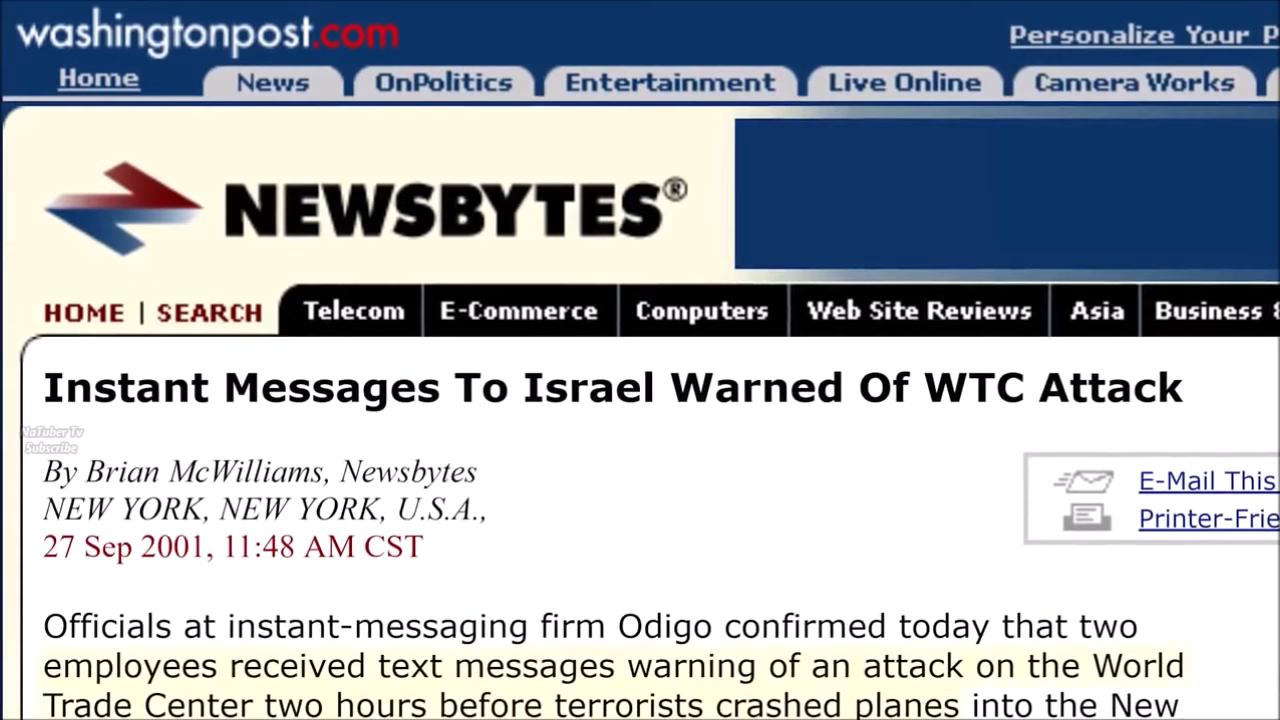 washingtonpost.com
Personalize Your P
Home News OnPolitics Entertainment Live Online Camera Works
NEWSBYTES®
HOME | SEARCH Telecom E-Commerce Computers Web Site Reviews Asia Business &
Instant Messages To Israel Warned Of WTC Attack
NaTuber Tv
Subscribe
By Brian McWilliams, Newsbytes
NEW YORK, NEW YORK, U.S.A.,
27 Sep 2001, 11:48 AM CST
E-Mail This
Printer-Frie
Officials at instant-messaging firm Odigo confirmed today that two
employees received text messages warning of an attack on the World
Trade Center two hours before terrorists crashed planes into the New